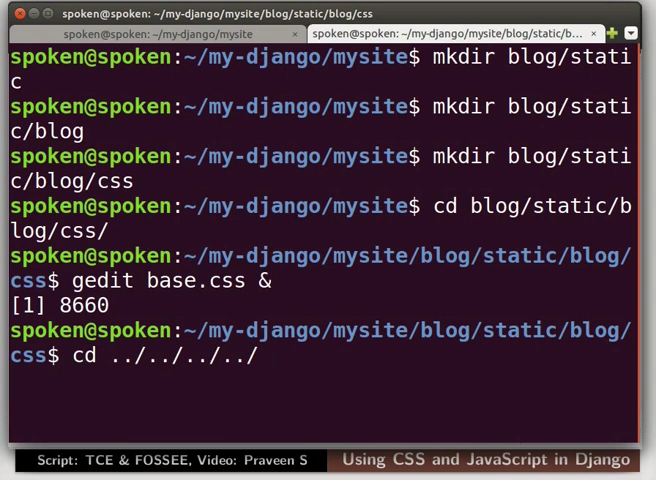 spoken@spoken: ~/my-django/mysite/blog/static/blog/css
spoken@spoken: ~/my-django/mysite × spoken@spoken: ~/my-django/mysite/blog/static/b... ×
spoken@spoken:~/my-django/mysite$ mkdir blog/stati
c
spoken@spoken:~/my-django/mysite$ mkdir blog/stati
c/blog
spoken@spoken:~/my-django/mysite$ mkdir blog/stati
c/blog/css
spoken@spoken:~/my-django/mysite$ cd blog/static/b
log/css/
spoken@spoken:~/my-django/mysite/blog/static/blog/
css$ gedit base.css &
[1] 8660
spoken@spoken:~/my-django/mysite/blog/static/blog/
css$ cd ../../../../
Script: TCE & FOSSEE, Video: Praveen S Using CSS and JavaScript in Django